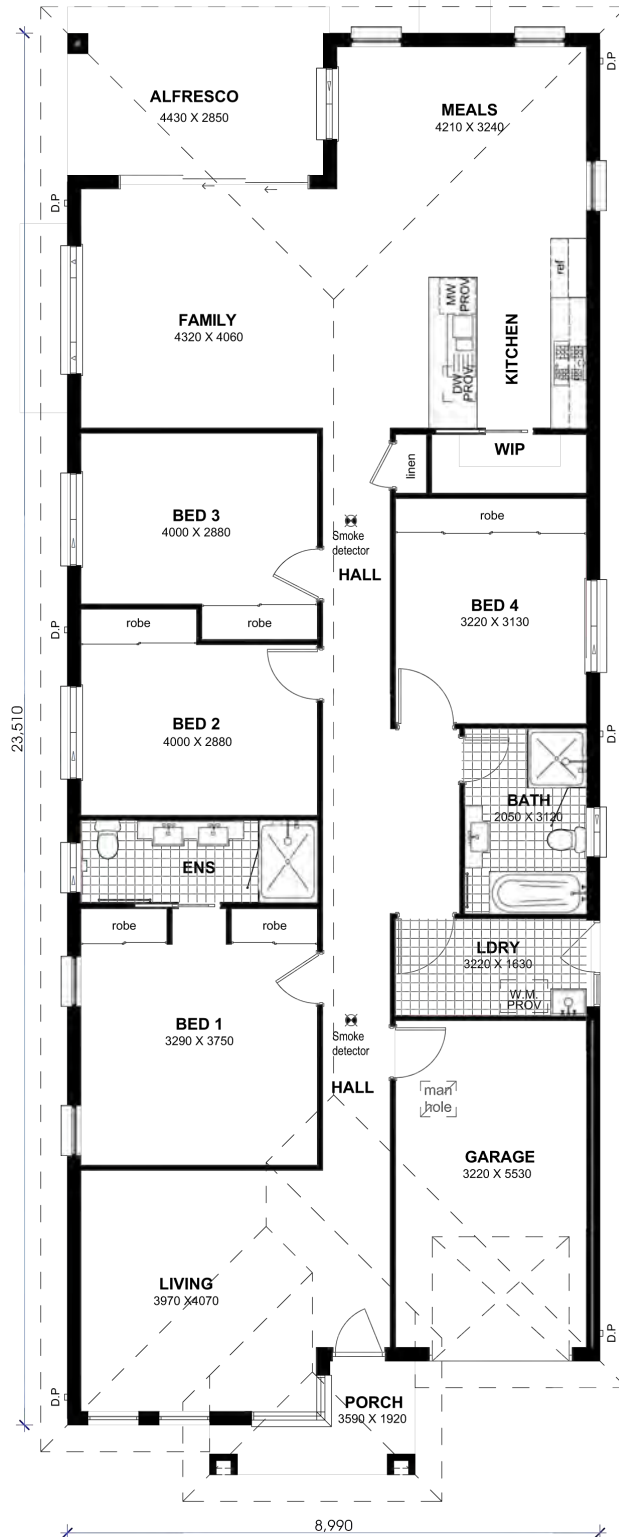 ALFRESCO
4430 X 2850
MEALS
4210 X 3240
D.P
D.P
FAMILY
4320 X 4060
ref
MW
PROV
DW
PROV
KITCHEN
WIP
linen
BED 3
4000 X 2880
Smoke
detector
HALL
robe
BED 4
3220 X 3130
robe
robe
D.P
BED 2
4000 X 2880
23,510
D.P
BATH
2050 X 3120
ENS
robe
robe
LDRY
3220 X 1630
W.M.
PROV
BED 1
3290 X 3750
Smoke
detector
HALL
man
hole
GARAGE
3220 X 5530
LIVING
3970 X4070
D.P
D.P
PORCH
3590 X 1920
8,990